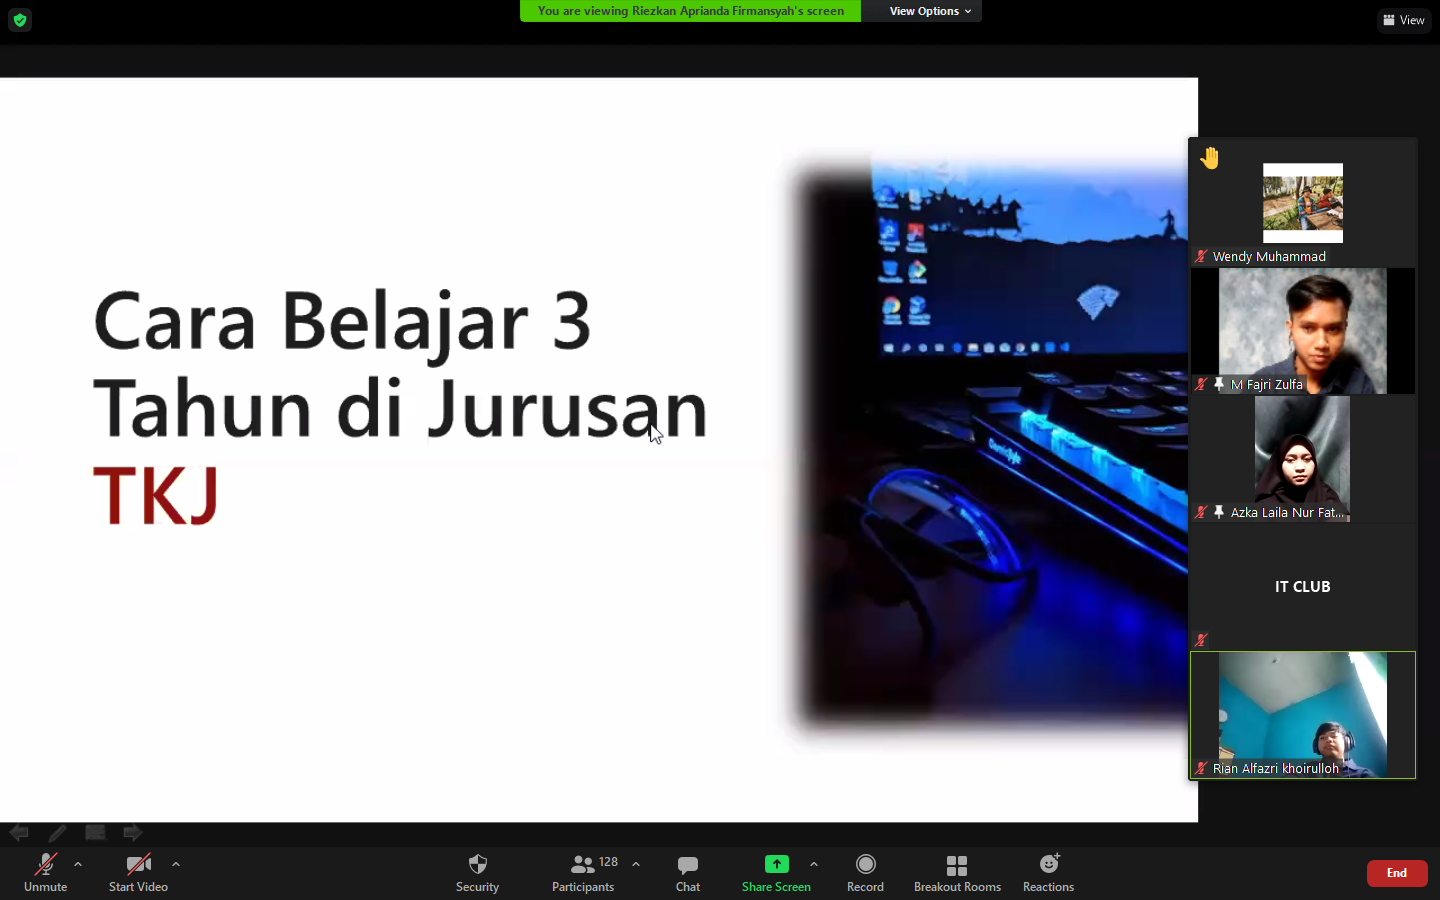 You are viewing Riezkan Aprianda Firmansyah's screen
View Options
View
Cara Belajar 3
Tahun di Jurusan
TKJ
Wendy Muhammad
M Fajri Zulfa
Azka Laila Nur Fat...
IT CLUB
Rian Alfazri khoirulloh
Unmute
Start Video
Security
128
Participants
Chat
Share Screen
Record
Breakout Rooms
Reactions
End